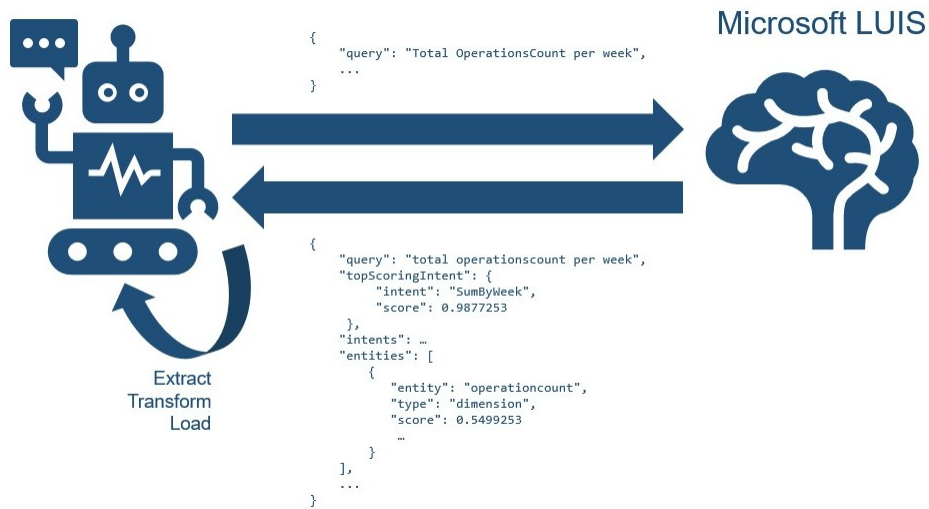 Microsoft LUIS
{
"query": "Total OperationsCount per week",
...
}
{
"query": "total operationscount per week",
"topScoringIntent": {
"intent": "SumByWeek",
"score": 0.9877253
},
"intents": …
"entities": [
{
"entity": "operationcount",
"type": "dimension",
"score": 0.5499253
…
}
],
...
}
Extract
Transform
Load